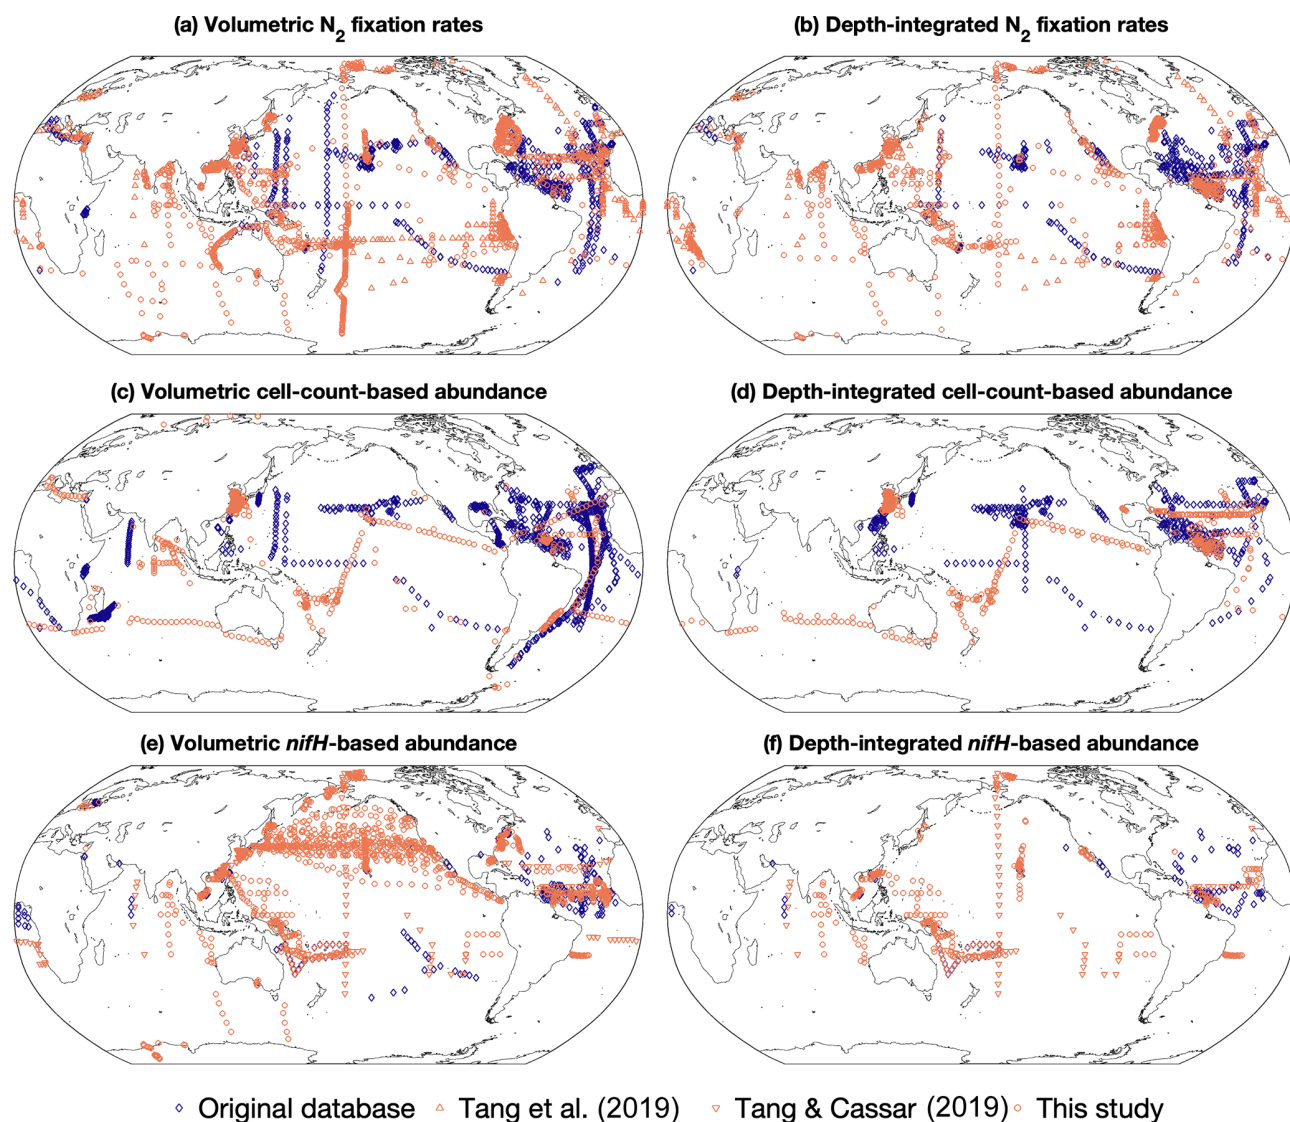 (a) Volumetric N₂ fixation rates
(b) Depth-integrated N₂ fixation rates
(c) Volumetric cell-count-based abundance
(d) Depth-integrated cell-count-based abundance
(e) Volumetric nifH-based abundance
(f) Depth-integrated nifH-based abundance
Original database Tang et al. (2019) Tang & Cassar (2019) This study